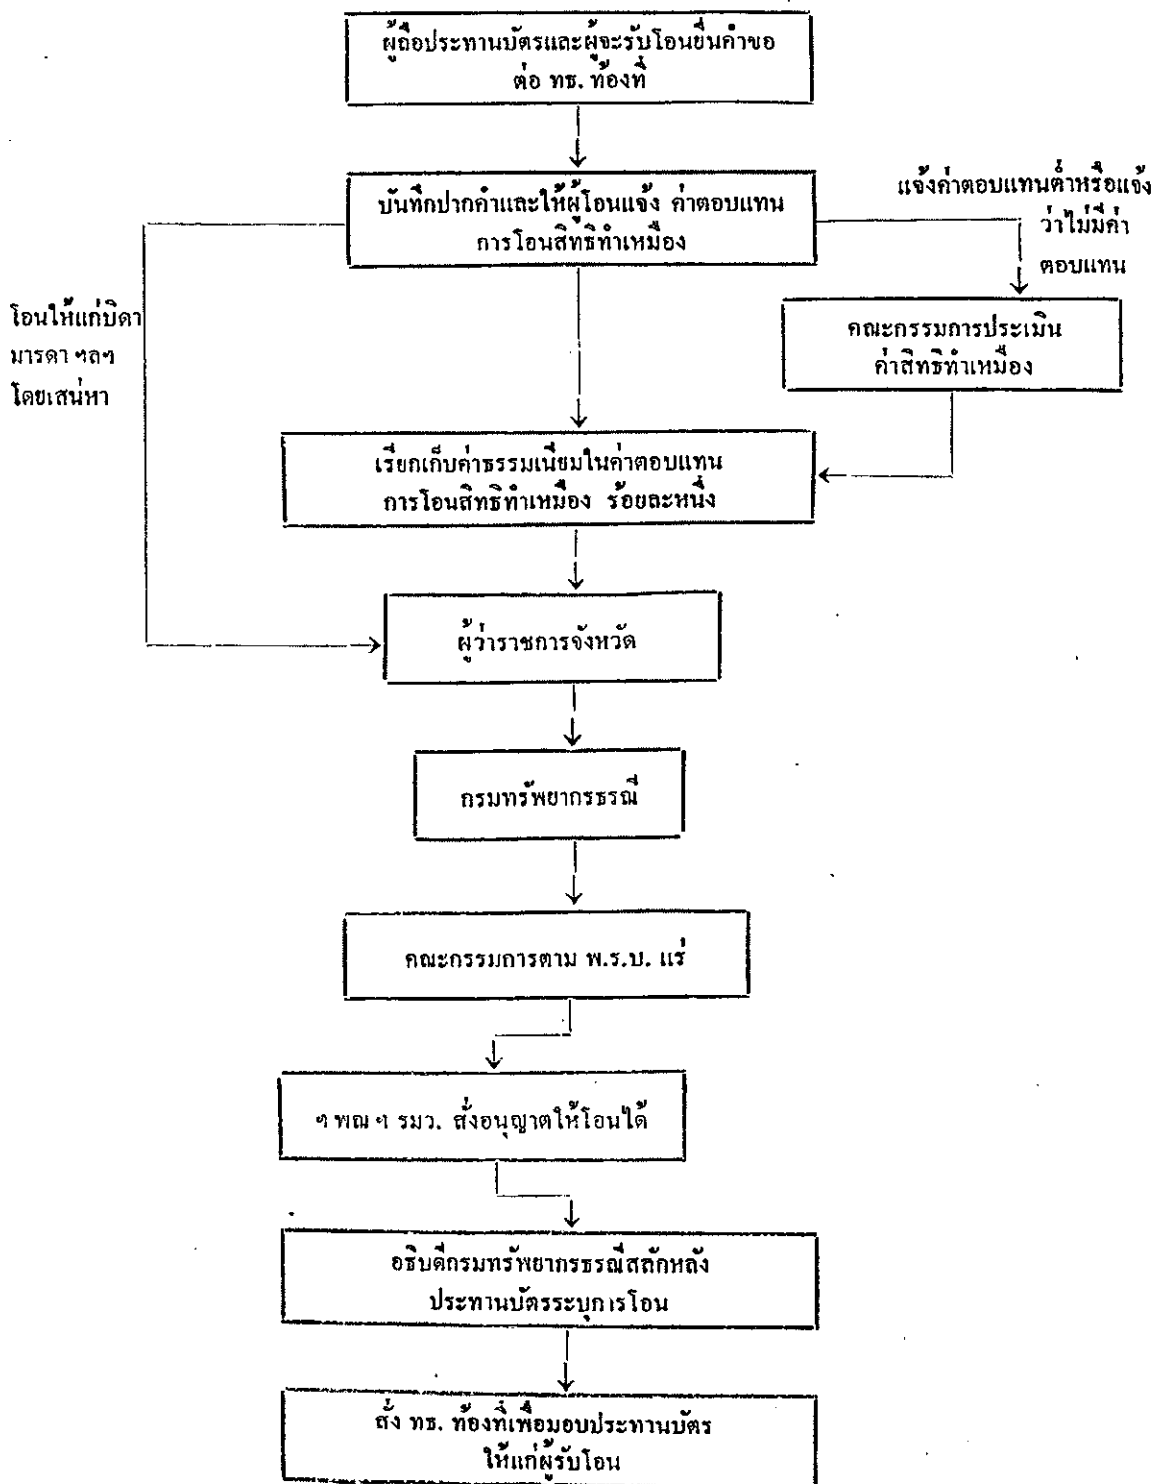 ผู้ถือประทานบัตรและผู้จะรับโอนยื่นคำขอ
ต่อ ทธ. ท้องที่
บันทึกปากคำและให้ผู้โอนแจ้ง ค่าตอบแทน
การโอนสิทธิทำเหมือง
แจ้งค่าตอบแทนต่ำหรือแจ้ง
ว่าไม่มีค่า
ตอบแทน
โอนให้แก่บิดา
มารดา ฯลฯ
โดยเสน่หา
คณะกรรมการประเมิน
ค่าสิทธิทำเหมือง
เรียกเก็บค่าธรรมเนียมในค่าตอบแทน
การโอนสิทธิทำเหมือง ร้อยละหนึ่ง
ผู้ว่าราชการจังหวัด
กรมทรัพยากรธรณี
คณะกรรมการตาม พ.ร.บ. แร่
ฯ พณ ฯ รมว. สั่งอนุญาตให้โอนได้
อธิบดีกรมทรัพยากรธรณีสลักหลัง
ประทานบัตรระบุการโอน
สั่ง ทธ. ท้องที่เพื่อมอบประทานบัตร
ให้แก่ผู้รับโอน